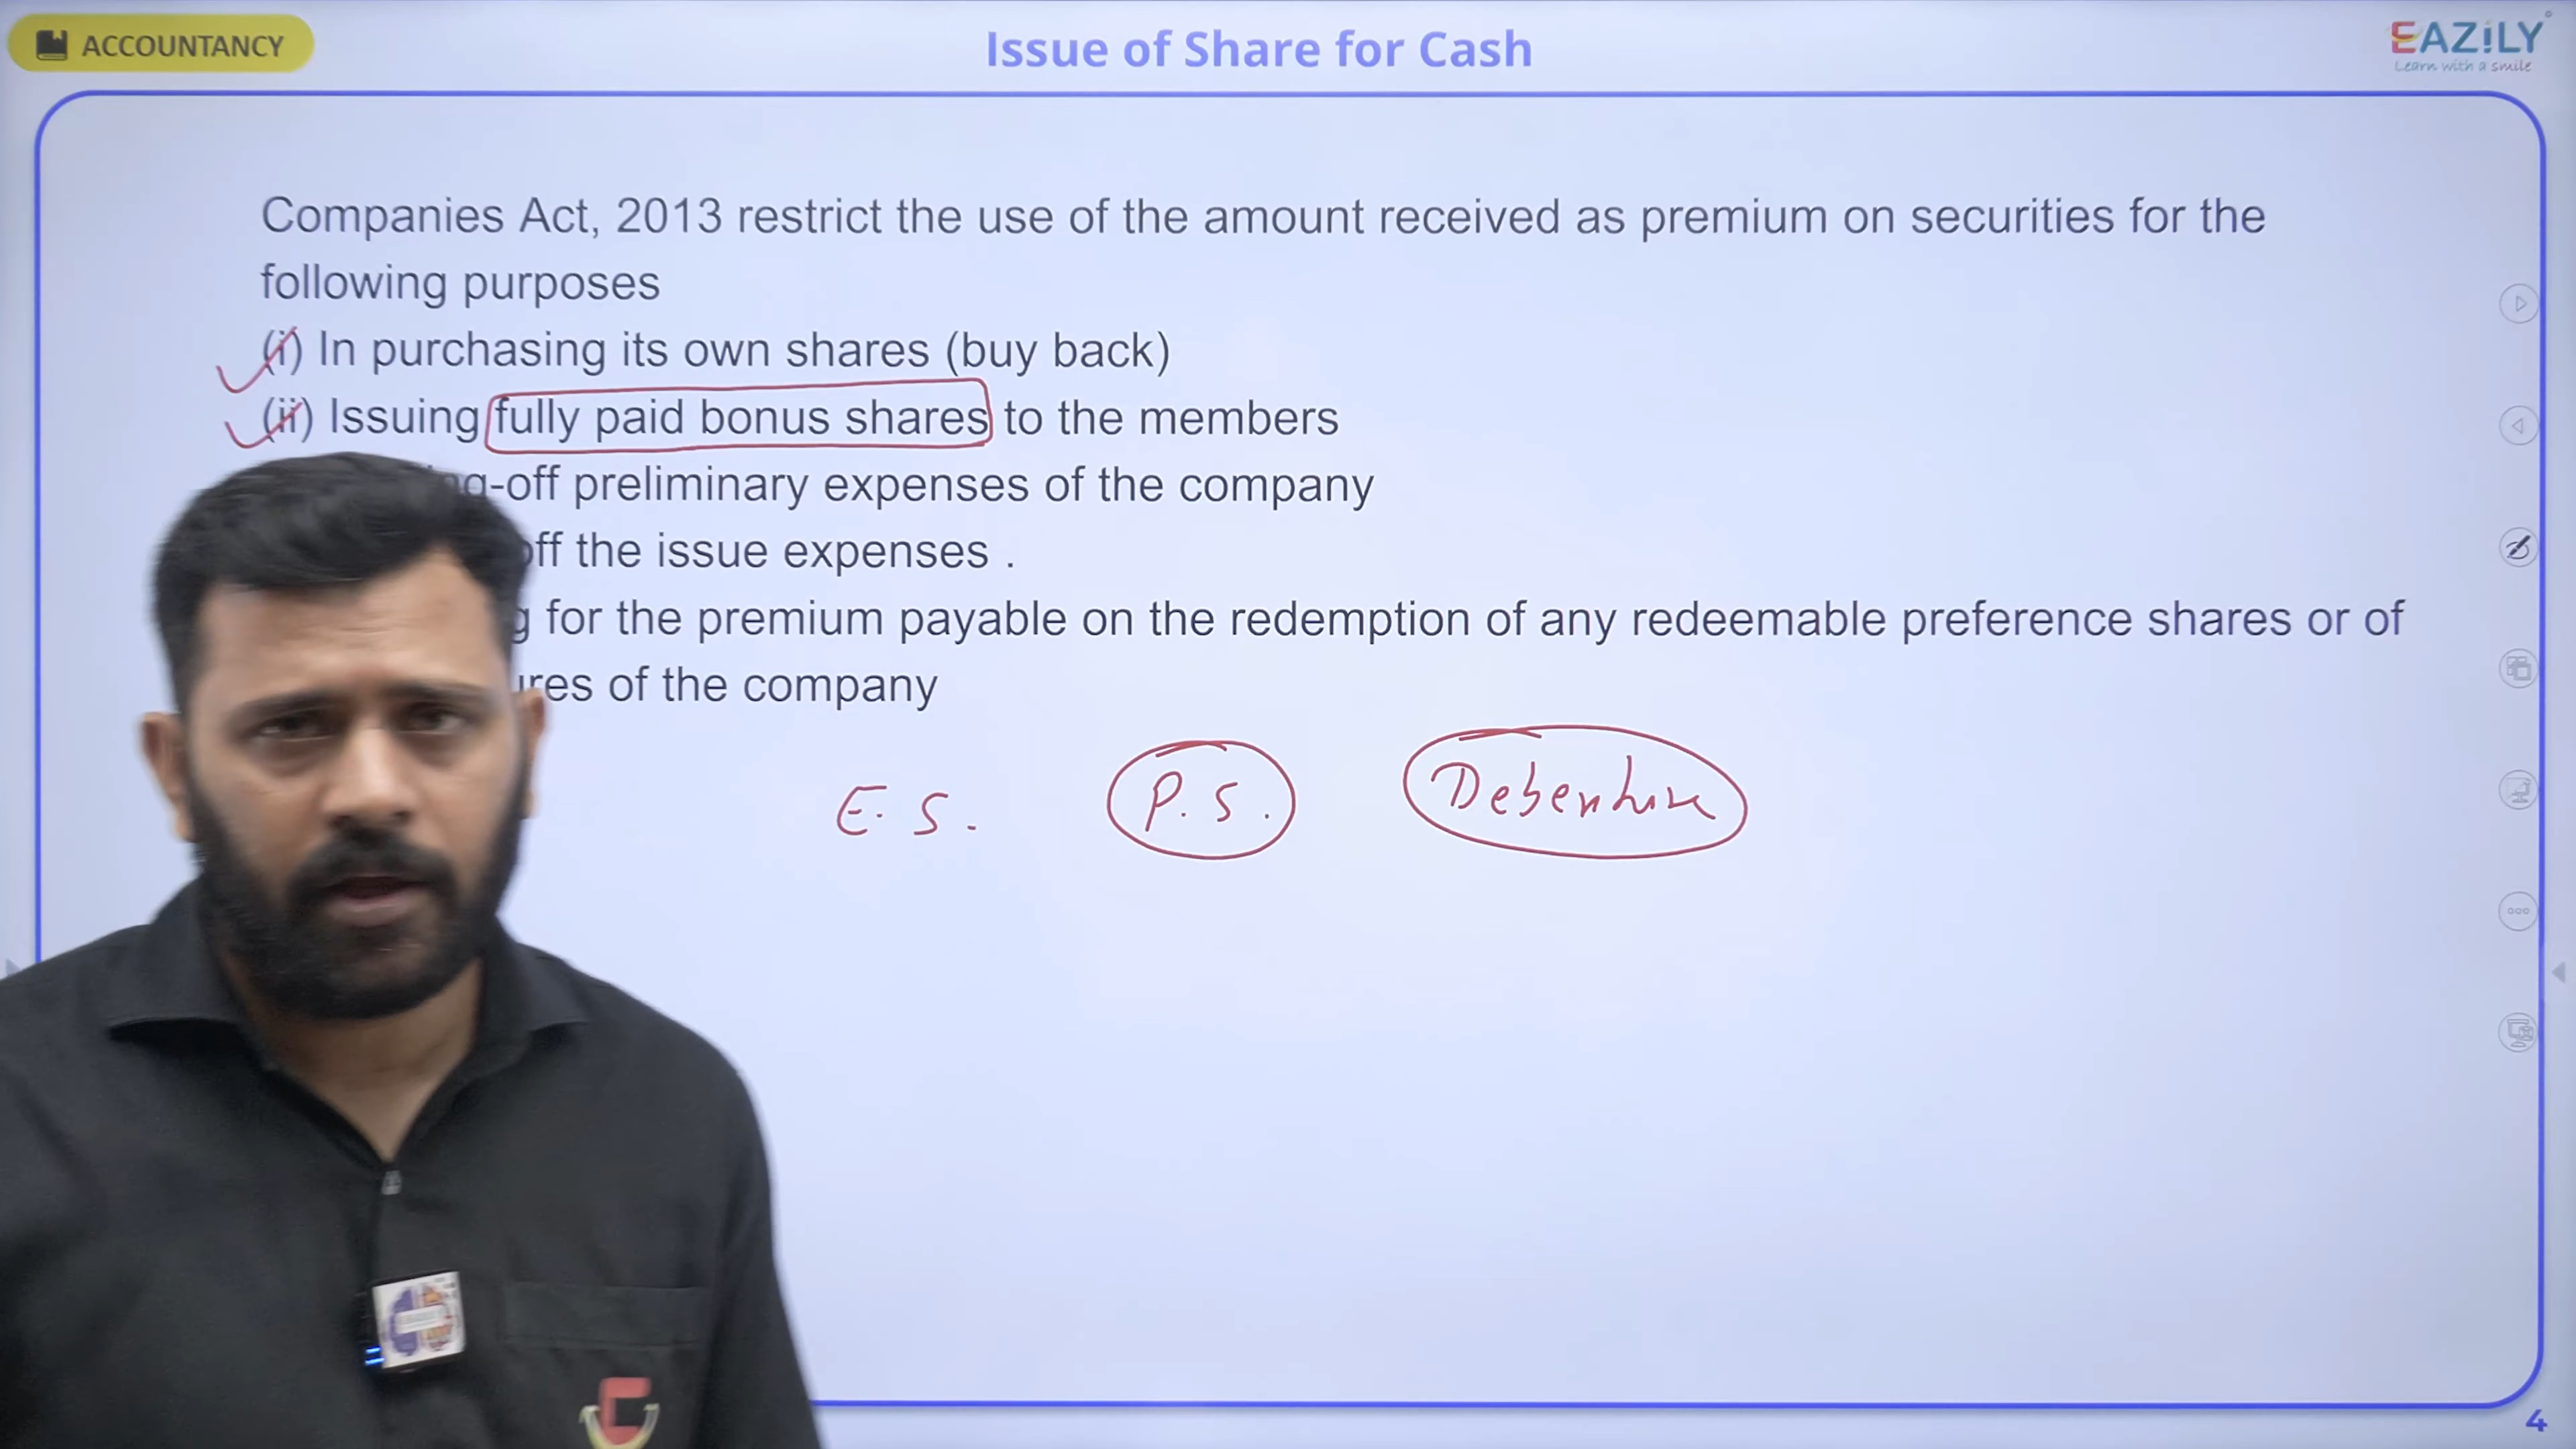 ACCOUNTANCY
Issue of Share for Cash
EAZiLY
Learn with a smile
Companies Act, 2013 restrict the use of the amount received as premium on securities for the
following purposes
(i) In purchasing its own shares (buy back)
(ii) Issuing fully paid bonus shares to the members
-off preliminary expenses of the company
off the issue expenses .
for the premium payable on the redemption of any redeemable preference shares or of
of the company
E. S. P. S. Debenture
4